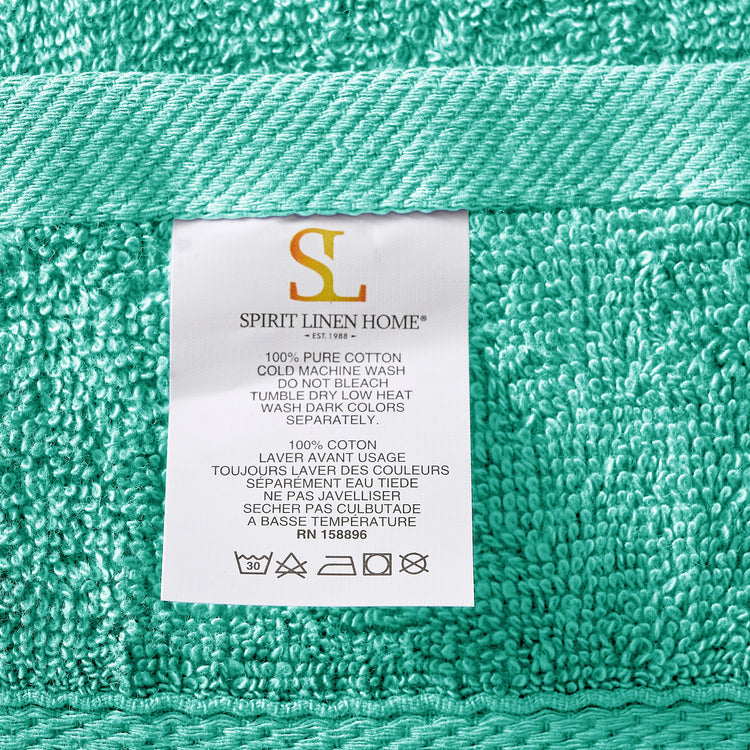 SL
SPIRIT LINEN HOME®
- EST. 1988 -
100% PURE COTTON
COLD MACHINE WASH
DO NOT BLEACH
TUMBLE DRY LOW HEAT
WASH DARK COLORS
SEPARATELY.
100% COTON
LAVER AVANT USAGE
TOUJOURS LAVER DES COULEURS
SÉPARÉMENT EAU TIEDE
NE PAS JAVELLISER
SECHER PAS CULBUTADE
A BASSE TEMPÉRATURE
RN 158896
30